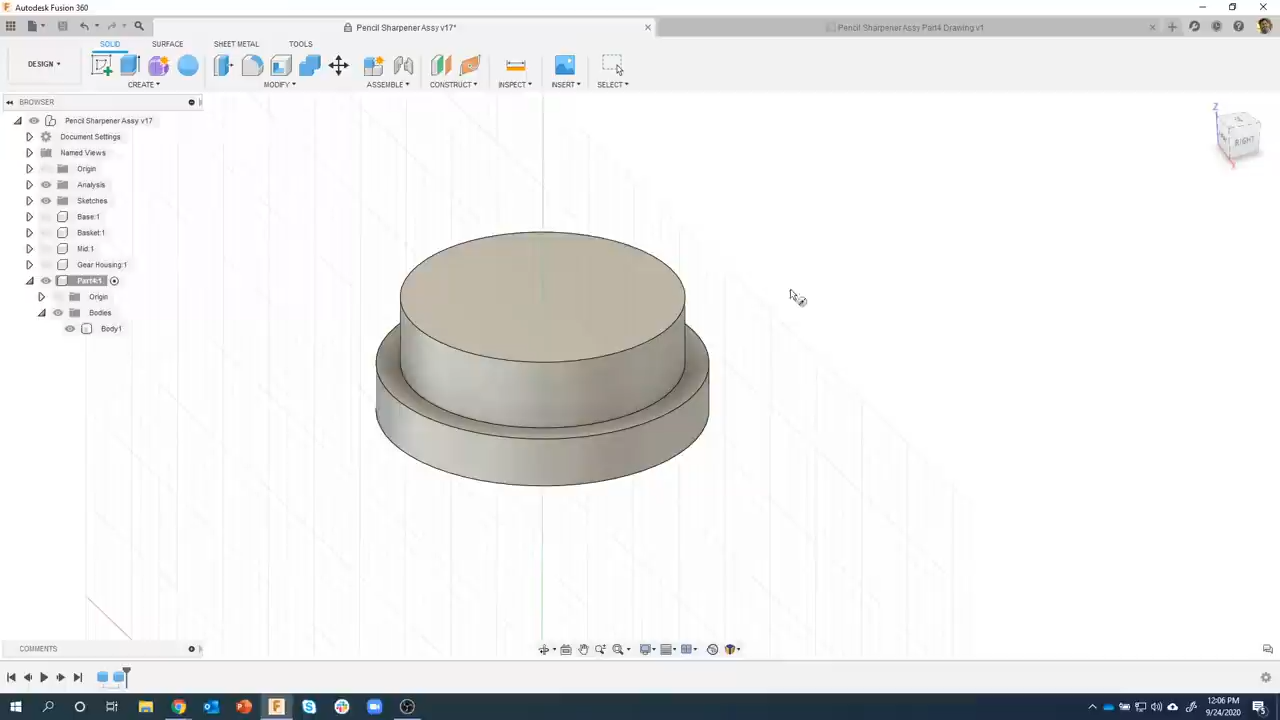 Autodesk Fusion 360
Pencil Sharpener Assy v17*
Pencil Sharpener Assy Part4 Drawing v1
SOLID
SURFACE
SHEET METAL
TOOLS
DESIGN
CREATE
MODIFY
ASSEMBLE
CONSTRUCT
INSPECT
INSERT
SELECT
BROWSER
Pencil Sharpener Assy v17
Document Settings
Named Views
Origin
Analysis
Sketches
Base:1
Basket:1
Mid:1
Gear Housing:1
Part4:1
Origin
Bodies
Body1
Z
RIGHT
COMMENTS
12:06 PM
9/24/2020